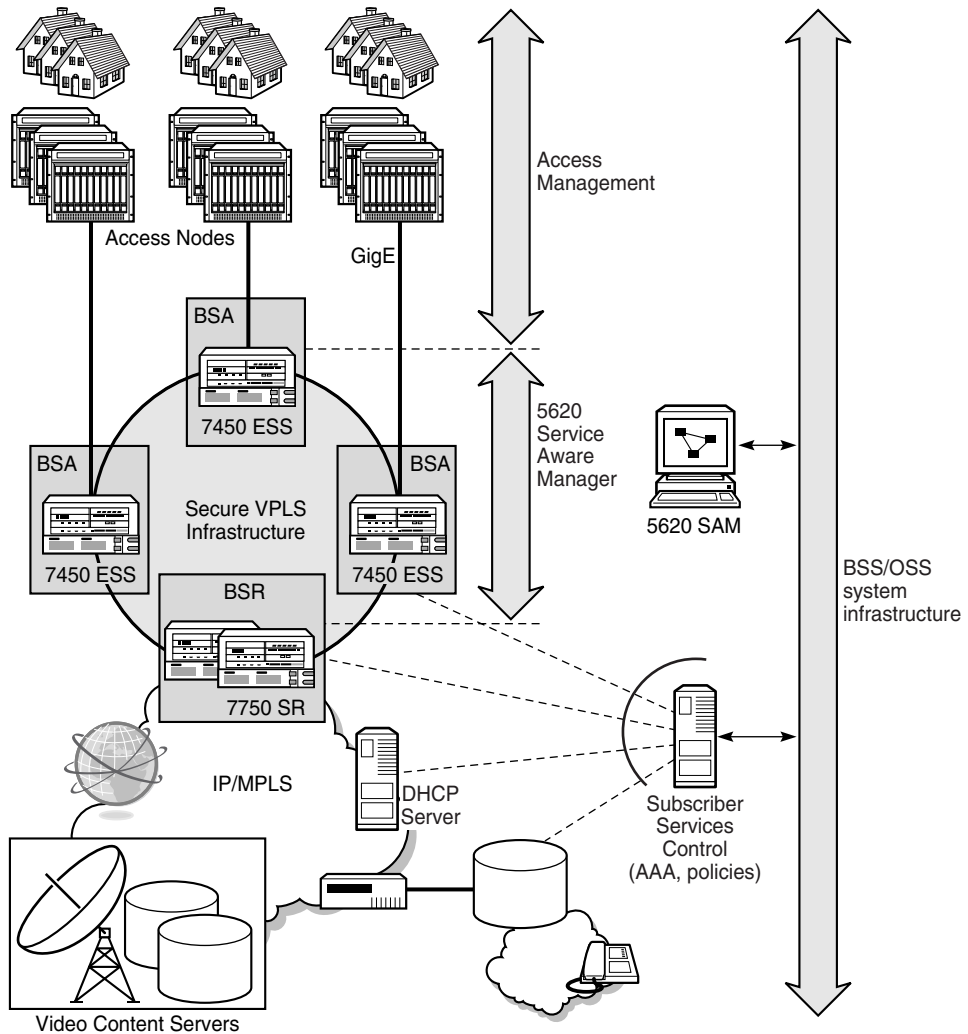 Access
Management
Access Nodes
GigE
BSA
7450 ESS
5620
Service
Aware
Manager
BSA
7450 ESS
Secure VPLS
Infrastructure
BSA
7450 ESS
5620 SAM
BSS/OSS
system
infrastructure
BSR
7750 SR
IP/MPLS
DHCP
Server
Subscriber
Services
Control
(AAA, policies)
Video Content Servers